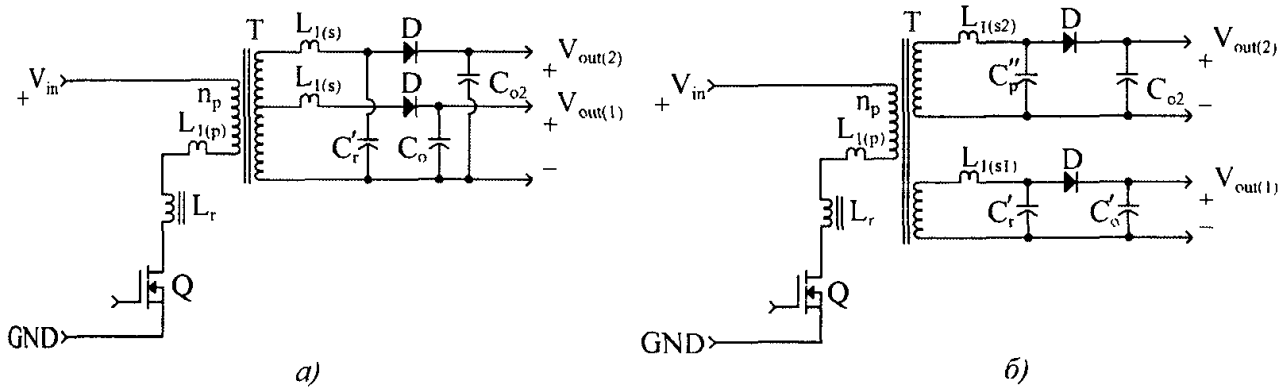 T
L1(s)
D
Vout(2)
+
+ Vin
np
L1(s)
D
Co2
+
Vout(1)
L1(p)
C'r
Co
+
−
Lr
Q
GND
а)
T
L1(s2)
D
Vout(2)
+
+ Vin
np
C''p
Co2
−
L1(p)
L1(s1)
D
Vout(1)
+
Lr
C'r
C'o
−
Q
GND
б)